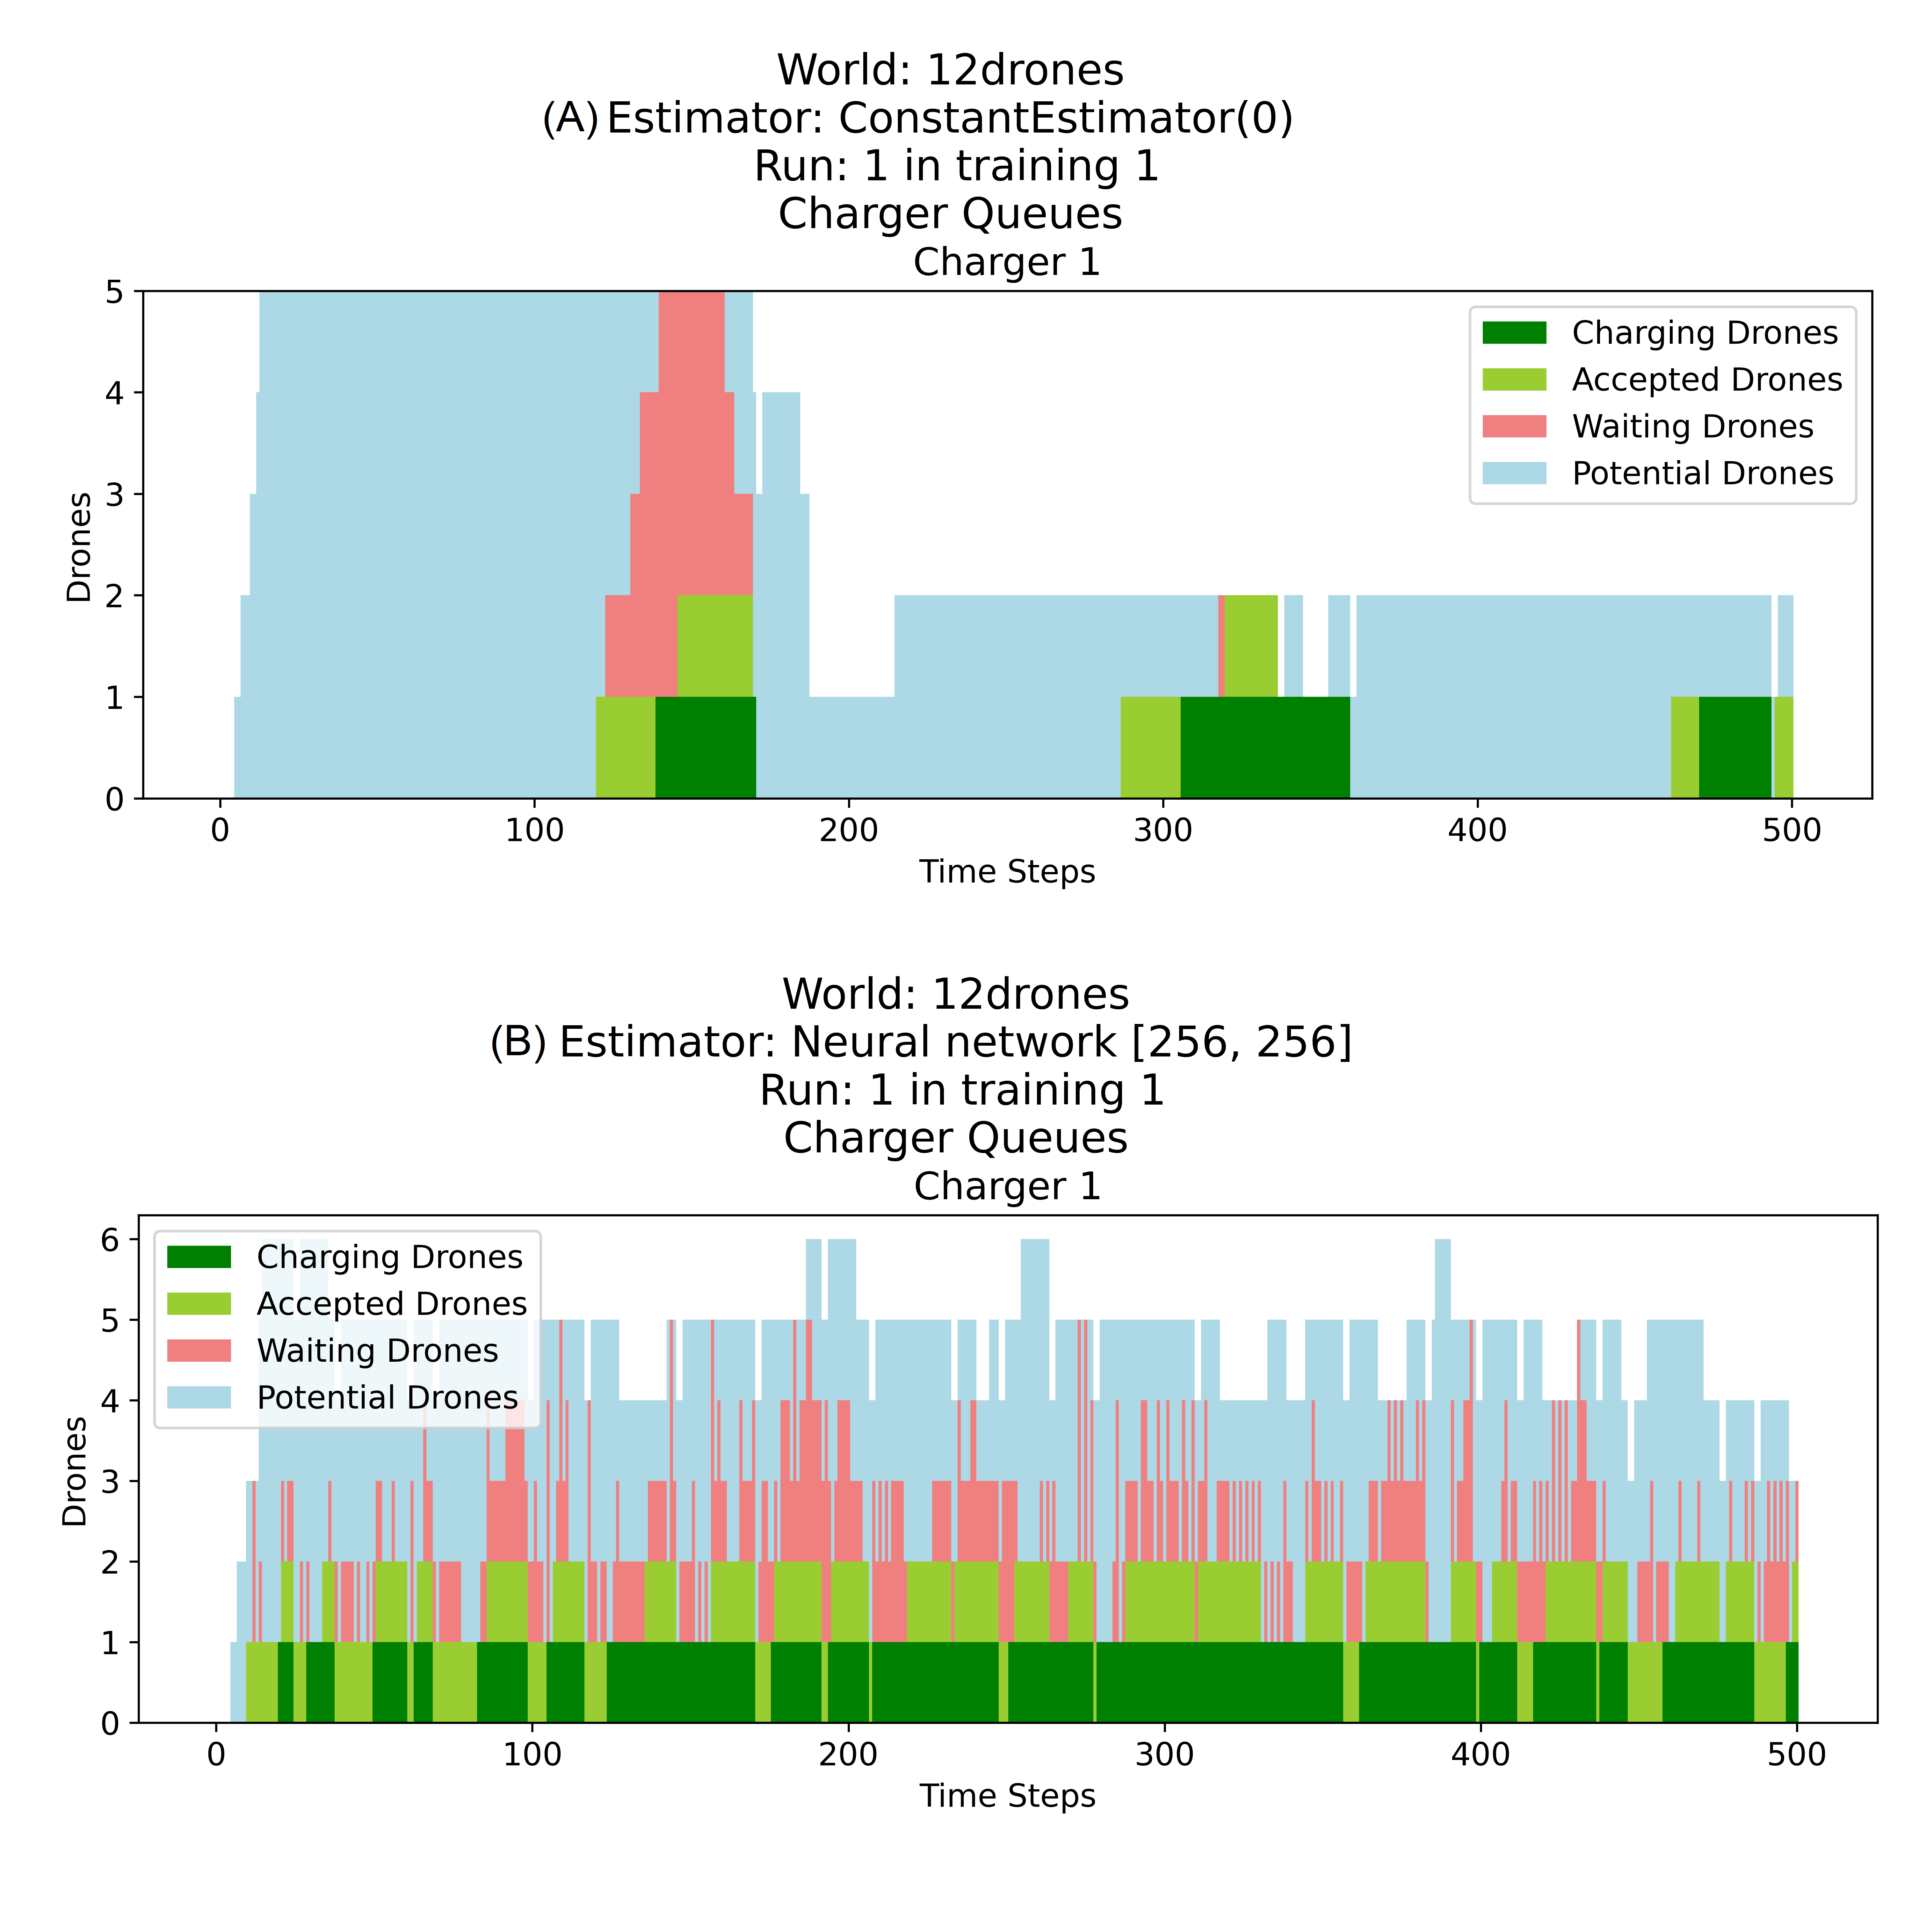 World: 12drones
(A) Estimator: ConstantEstimator(0)
Run: 1 in training 1
Charger Queues
Charger 1
5
4
3
2
1
0
Drones
Charging Drones
Accepted Drones
Waiting Drones
Potential Drones
0 100 200 300 400 500
Time Steps
World: 12drones
(B) Estimator: Neural network [256, 256]
Run: 1 in training 1
Charger Queues
Charger 1
6
5
4
3
2
1
0
Drones
Charging Drones
Accepted Drones
Waiting Drones
Potential Drones
0 100 200 300 400 500
Time Steps